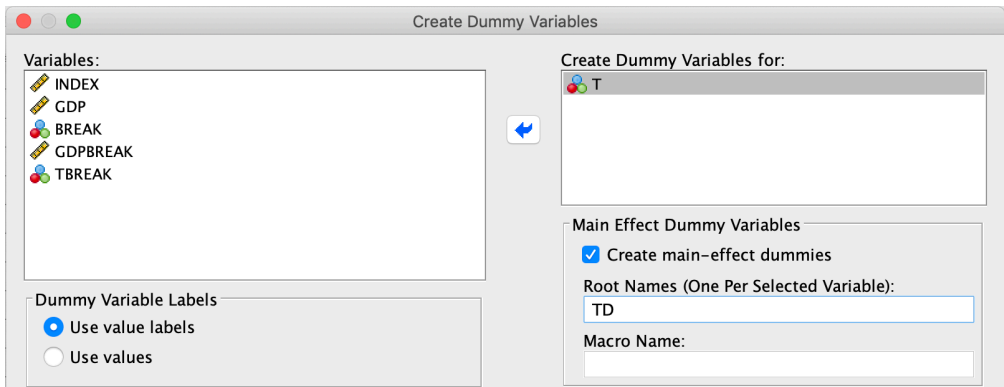 Create Dummy Variables
Variables:
INDEX
GDP
BREAK
GDPBREAK
TBREAK
Dummy Variable Labels
Use value labels
Use values
Create Dummy Variables for:
T
Main Effect Dummy Variables
Create main-effect dummies
Root Names (One Per Selected Variable):
TD
Macro Name: